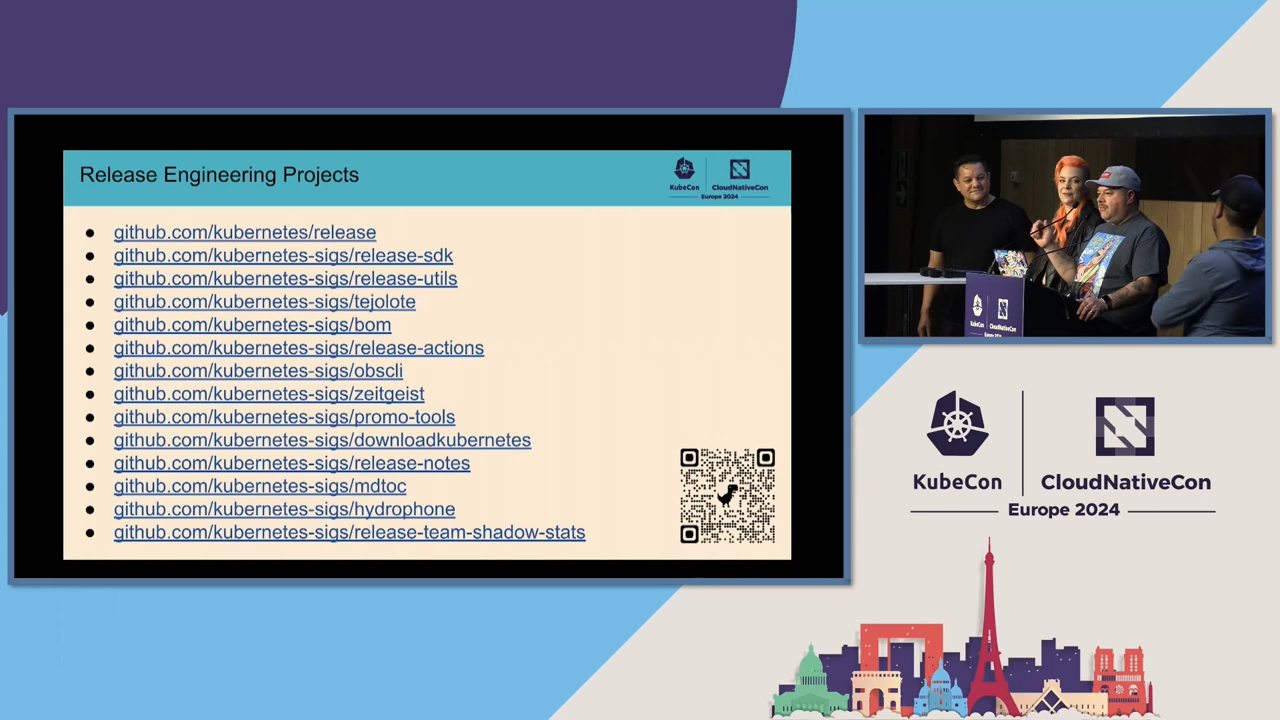 Release Engineering Projects
KubeCon
CloudNativeCon
Europe 2024
github.com/kubernetes/release
github.com/kubernetes-sigs/release-sdk
github.com/kubernetes-sigs/release-utils
github.com/kubernetes-sigs/tejolote
github.com/kubernetes-sigs/bom
github.com/kubernetes-sigs/release-actions
github.com/kubernetes-sigs/obscli
github.com/kubernetes-sigs/zeitgeist
github.com/kubernetes-sigs/promo-tools
github.com/kubernetes-sigs/downloadkubernetes
github.com/kubernetes-sigs/release-notes
github.com/kubernetes-sigs/mdtoc
github.com/kubernetes-sigs/hydrophone
github.com/kubernetes-sigs/release-team-shadow-stats
KubeCon
CloudNativeCon
KubeCon
CloudNativeCon
Europe 2024